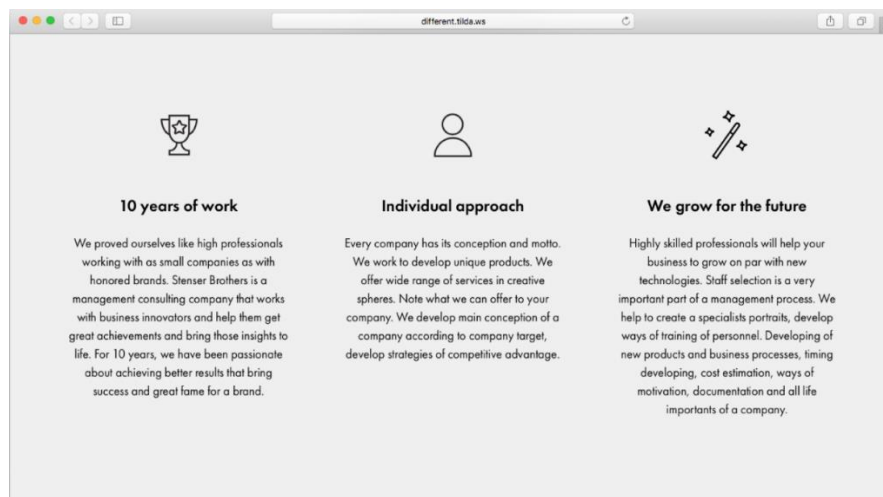 different.tilda.ws
10 years of work
We proved ourselves like high professionals
working with as small companies as with
honored brands. Stenser Brothers is a
management consulting company that works
with business innovators and help them get
great achievements and bring those insights to
life. For 10 years, we have been passionate
about achieving better results that bring
success and great fame for a brand.
Individual approach
Every company has its conception and motto.
We work to develop unique products. We
offer wide range of services in creative
spheres. Note what we can offer to your
company. We develop main conception of a
company according to company target,
develop strategies of competitive advantage.
We grow for the future
Highly skilled professionals will help your
business to grow on par with new
technologies. Staff selection is a very
important part of a management process. We
help to create a specialists portraits, develop
ways of training of personnel. Developing of
new products and business processes, timing
developing, cost estimation, ways of
motivation, documentation and all life
importants of a company.